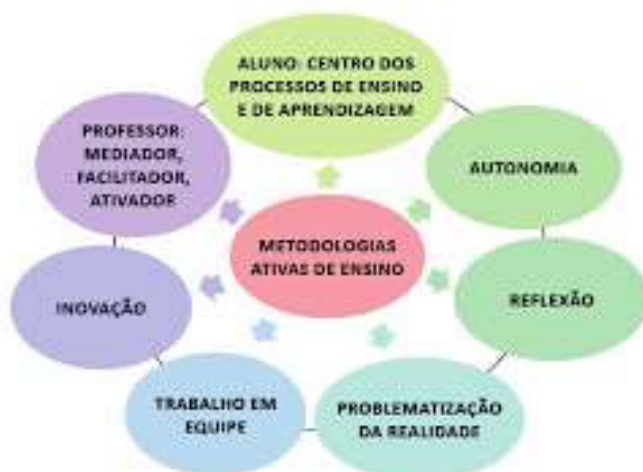 ALUNO: CENTRO DOS
PROCESSOS DE ENSINO
E DE APRENDIZAGEM
AUTONOMIA
REFLEXÃO
PROBLEMATIZAÇÃO
DA REALIDADE
TRABALHO EM
EQUIPE
INOVAÇÃO
PROFESSOR:
MEDIADOR,
FACILITADOR,
ATIVADOR
METODOLOGIAS
ATIVAS DE ENSINO